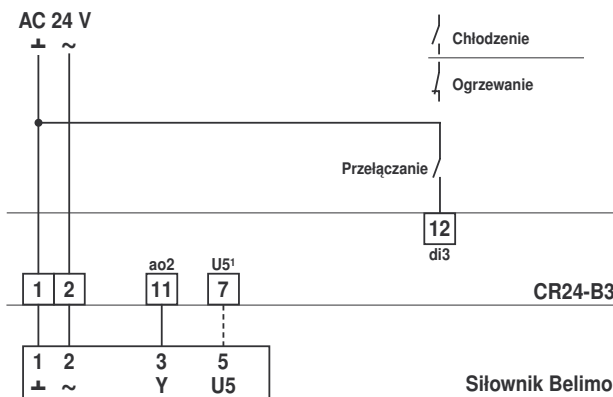 AC 24 V
⊥ ~
Chłodzenie
Ogrzewanie
Przełączanie
12
di3
ao2 U5¹
1 2 11 7
CR24-B3
1 2 3 5
⊥ ~ Y U5
Siłownik Belimo